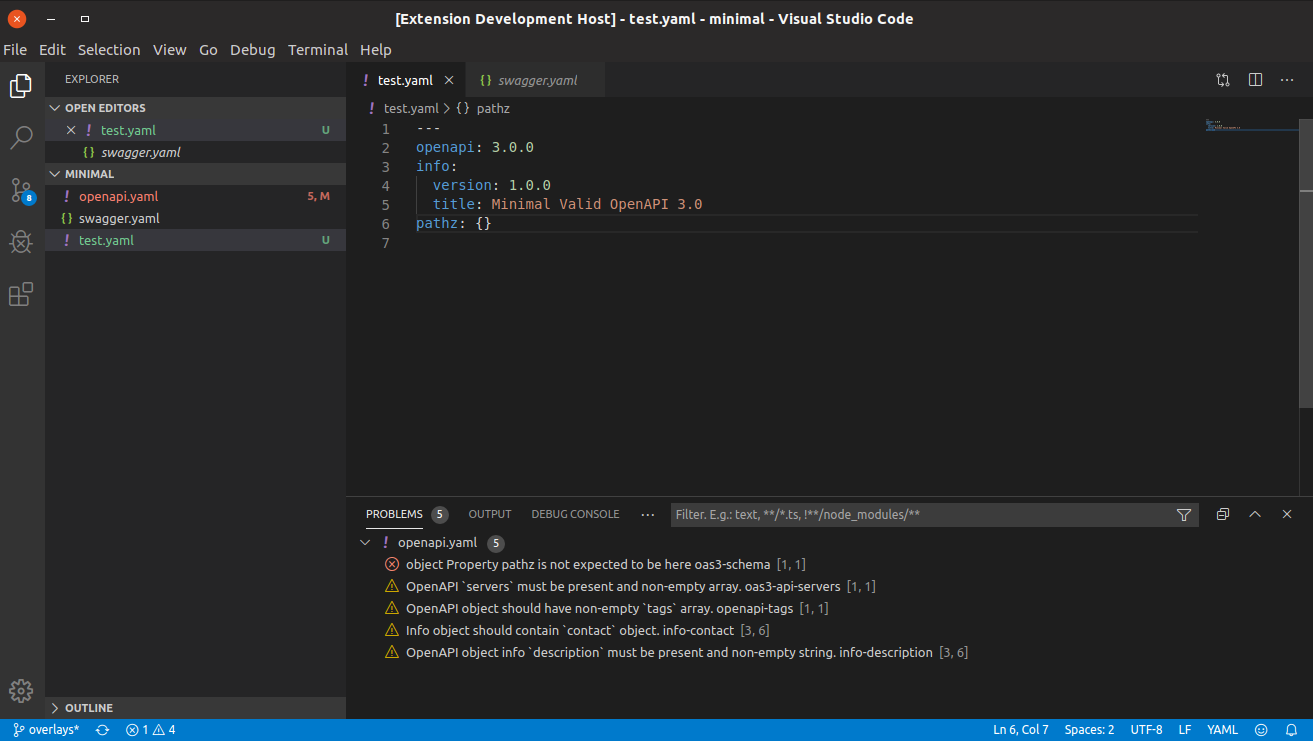 [Extension Development Host] - test.yaml - minimal - Visual Studio Code
File Edit Selection View Go Debug Terminal Help
EXPLORER
OPEN EDITORS
! test.yaml U
{} swagger.yaml
MINIMAL
! openapi.yaml 5, M
{} swagger.yaml
! test.yaml U
OUTLINE
8
! test.yaml {} swagger.yaml
! test.yaml > {} pathz
1 ---
2 openapi: 3.0.0
3 info:
4   version: 1.0.0
5   title: Minimal Valid OpenAPI 3.0
6 pathz: {}
7
PROBLEMS 5 OUTPUT DEBUG CONSOLE ... Filter. E.g.: text, **/*.ts, !**/node_modules/**
! openapi.yaml 5
object Property pathz is not expected to be here oas3-schema [1, 1]
OpenAPI `servers` must be present and non-empty array. oas3-api-servers [1, 1]
OpenAPI object should have non-empty `tags` array. openapi-tags [1, 1]
Info object should contain `contact` object. info-contact [3, 6]
OpenAPI object info `description` must be present and non-empty string. info-description [3, 6]
overlays* 1 4 Ln 6, Col 7 Spaces: 2 UTF-8 LF YAML